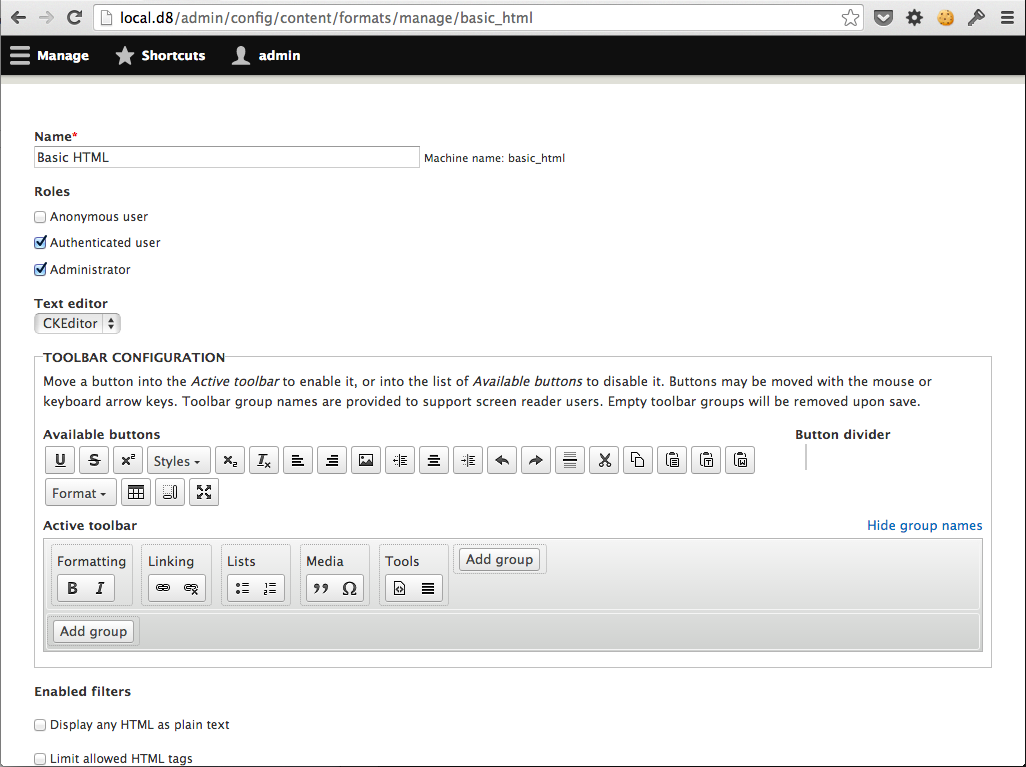 local.d8/admin/config/content/formats/manage/basic_html
Manage Shortcuts admin
Name*
Basic HTML Machine name: basic_html
Roles
Anonymous user
Authenticated user
Administrator
Text editor
CKEditor
TOOLBAR CONFIGURATION
Move a button into the Active toolbar to enable it, or into the list of Available buttons to disable it. Buttons may be moved with the mouse or
keyboard arrow keys. Toolbar group names are provided to support screen reader users. Empty toolbar groups will be removed upon save.
Available buttons Button divider
U S x² Styles x₂ Ix
Format
Active toolbar Hide group names
Formatting Linking Lists Media Tools Add group
B I ” Ω
Add group
Enabled filters
Display any HTML as plain text
Limit allowed HTML tags